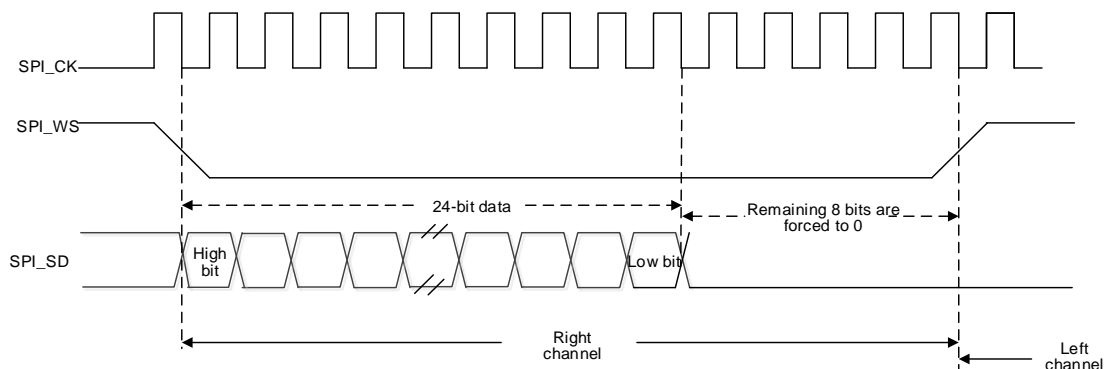 SPI_CK
SPI_WS
24-bit data
Remaining 8 bits are
forced to 0
SPI_SD
High
bit
Low bit
Right
channel
Left
channel